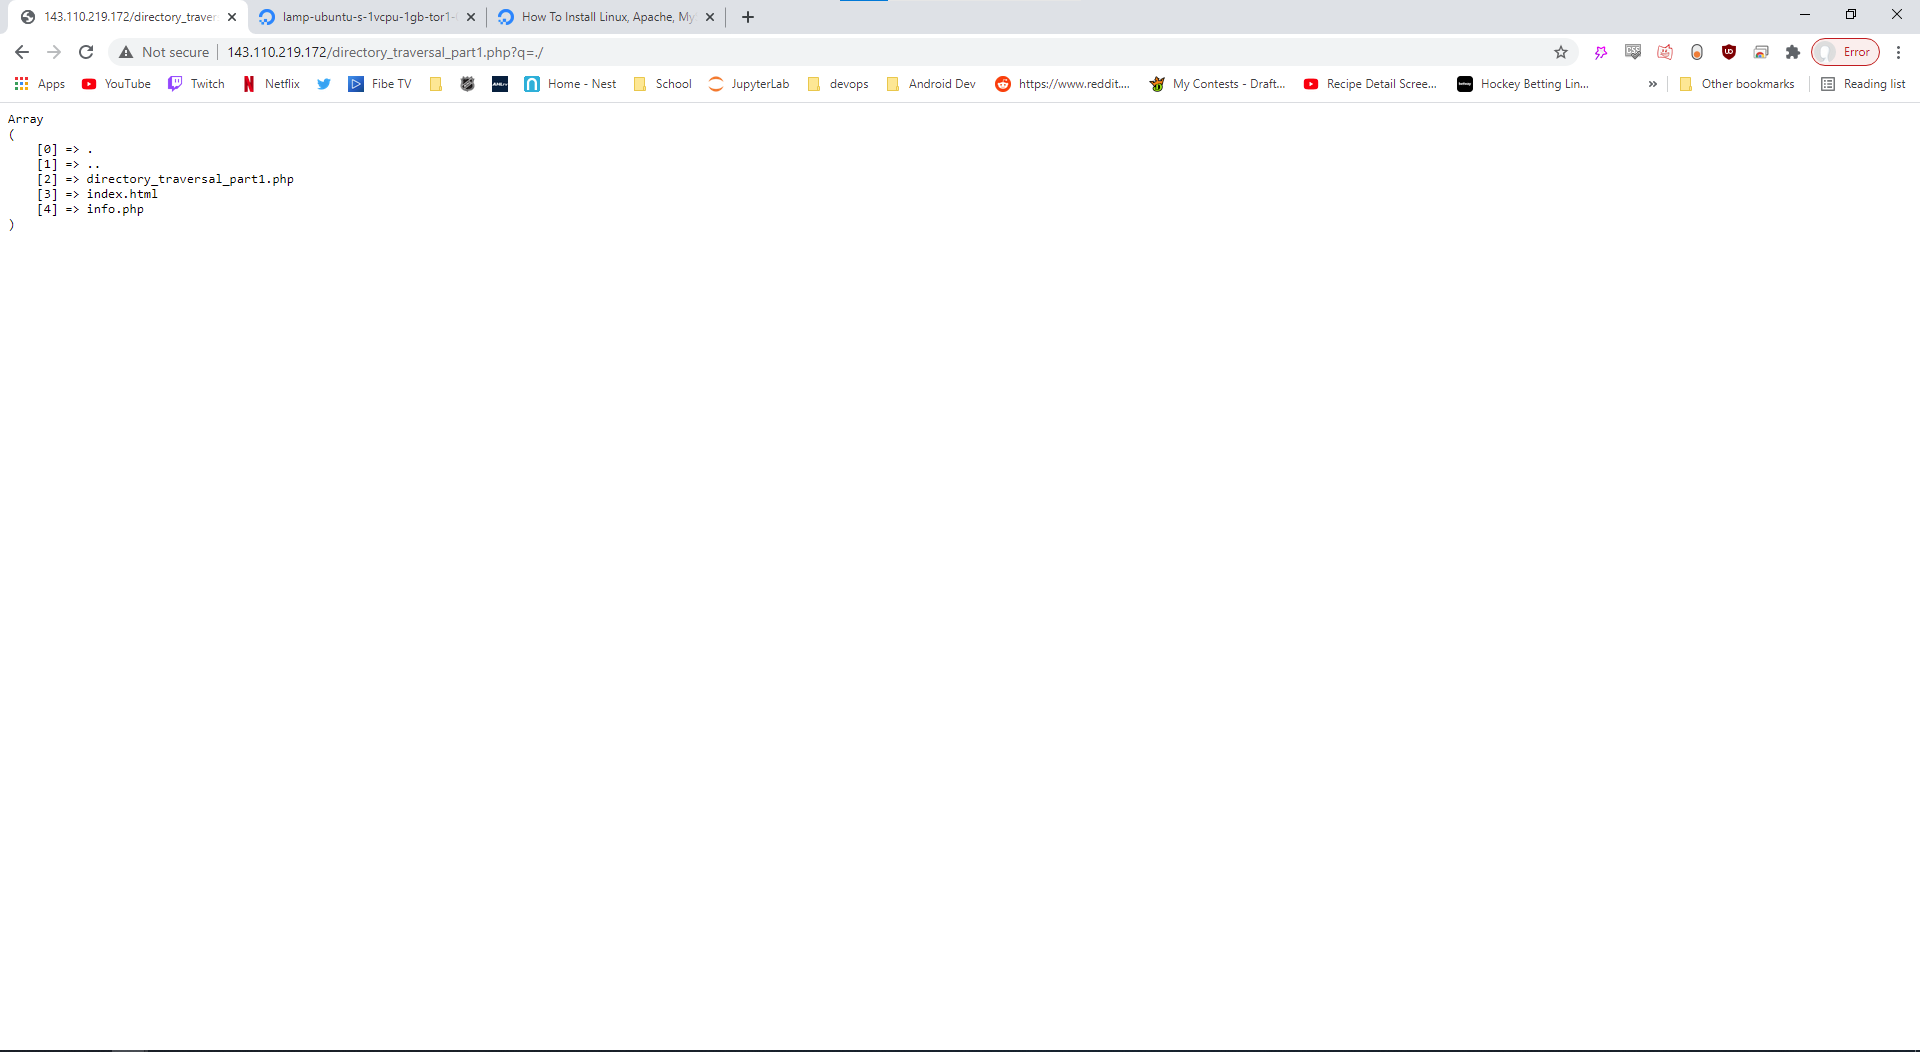 143.110.219.172/directory_traver
lamp-ubuntu-s-1vcpu-1gb-tor1-
How To Install Linux, Apache, My
Not secure 143.110.219.172/directory_traversal_part1.php?q=./
Error
Apps YouTube Twitch Netflix Fibe TV Home - Nest School JupyterLab devops Android Dev https://www.reddit.... My Contests - Draft... Recipe Detail Scree... Hockey Betting Lin... » Other bookmarks Reading list
Array
(
[0] => .
[1] => ..
[2] => directory_traversal_part1.php
[3] => index.html
[4] => info.php
)